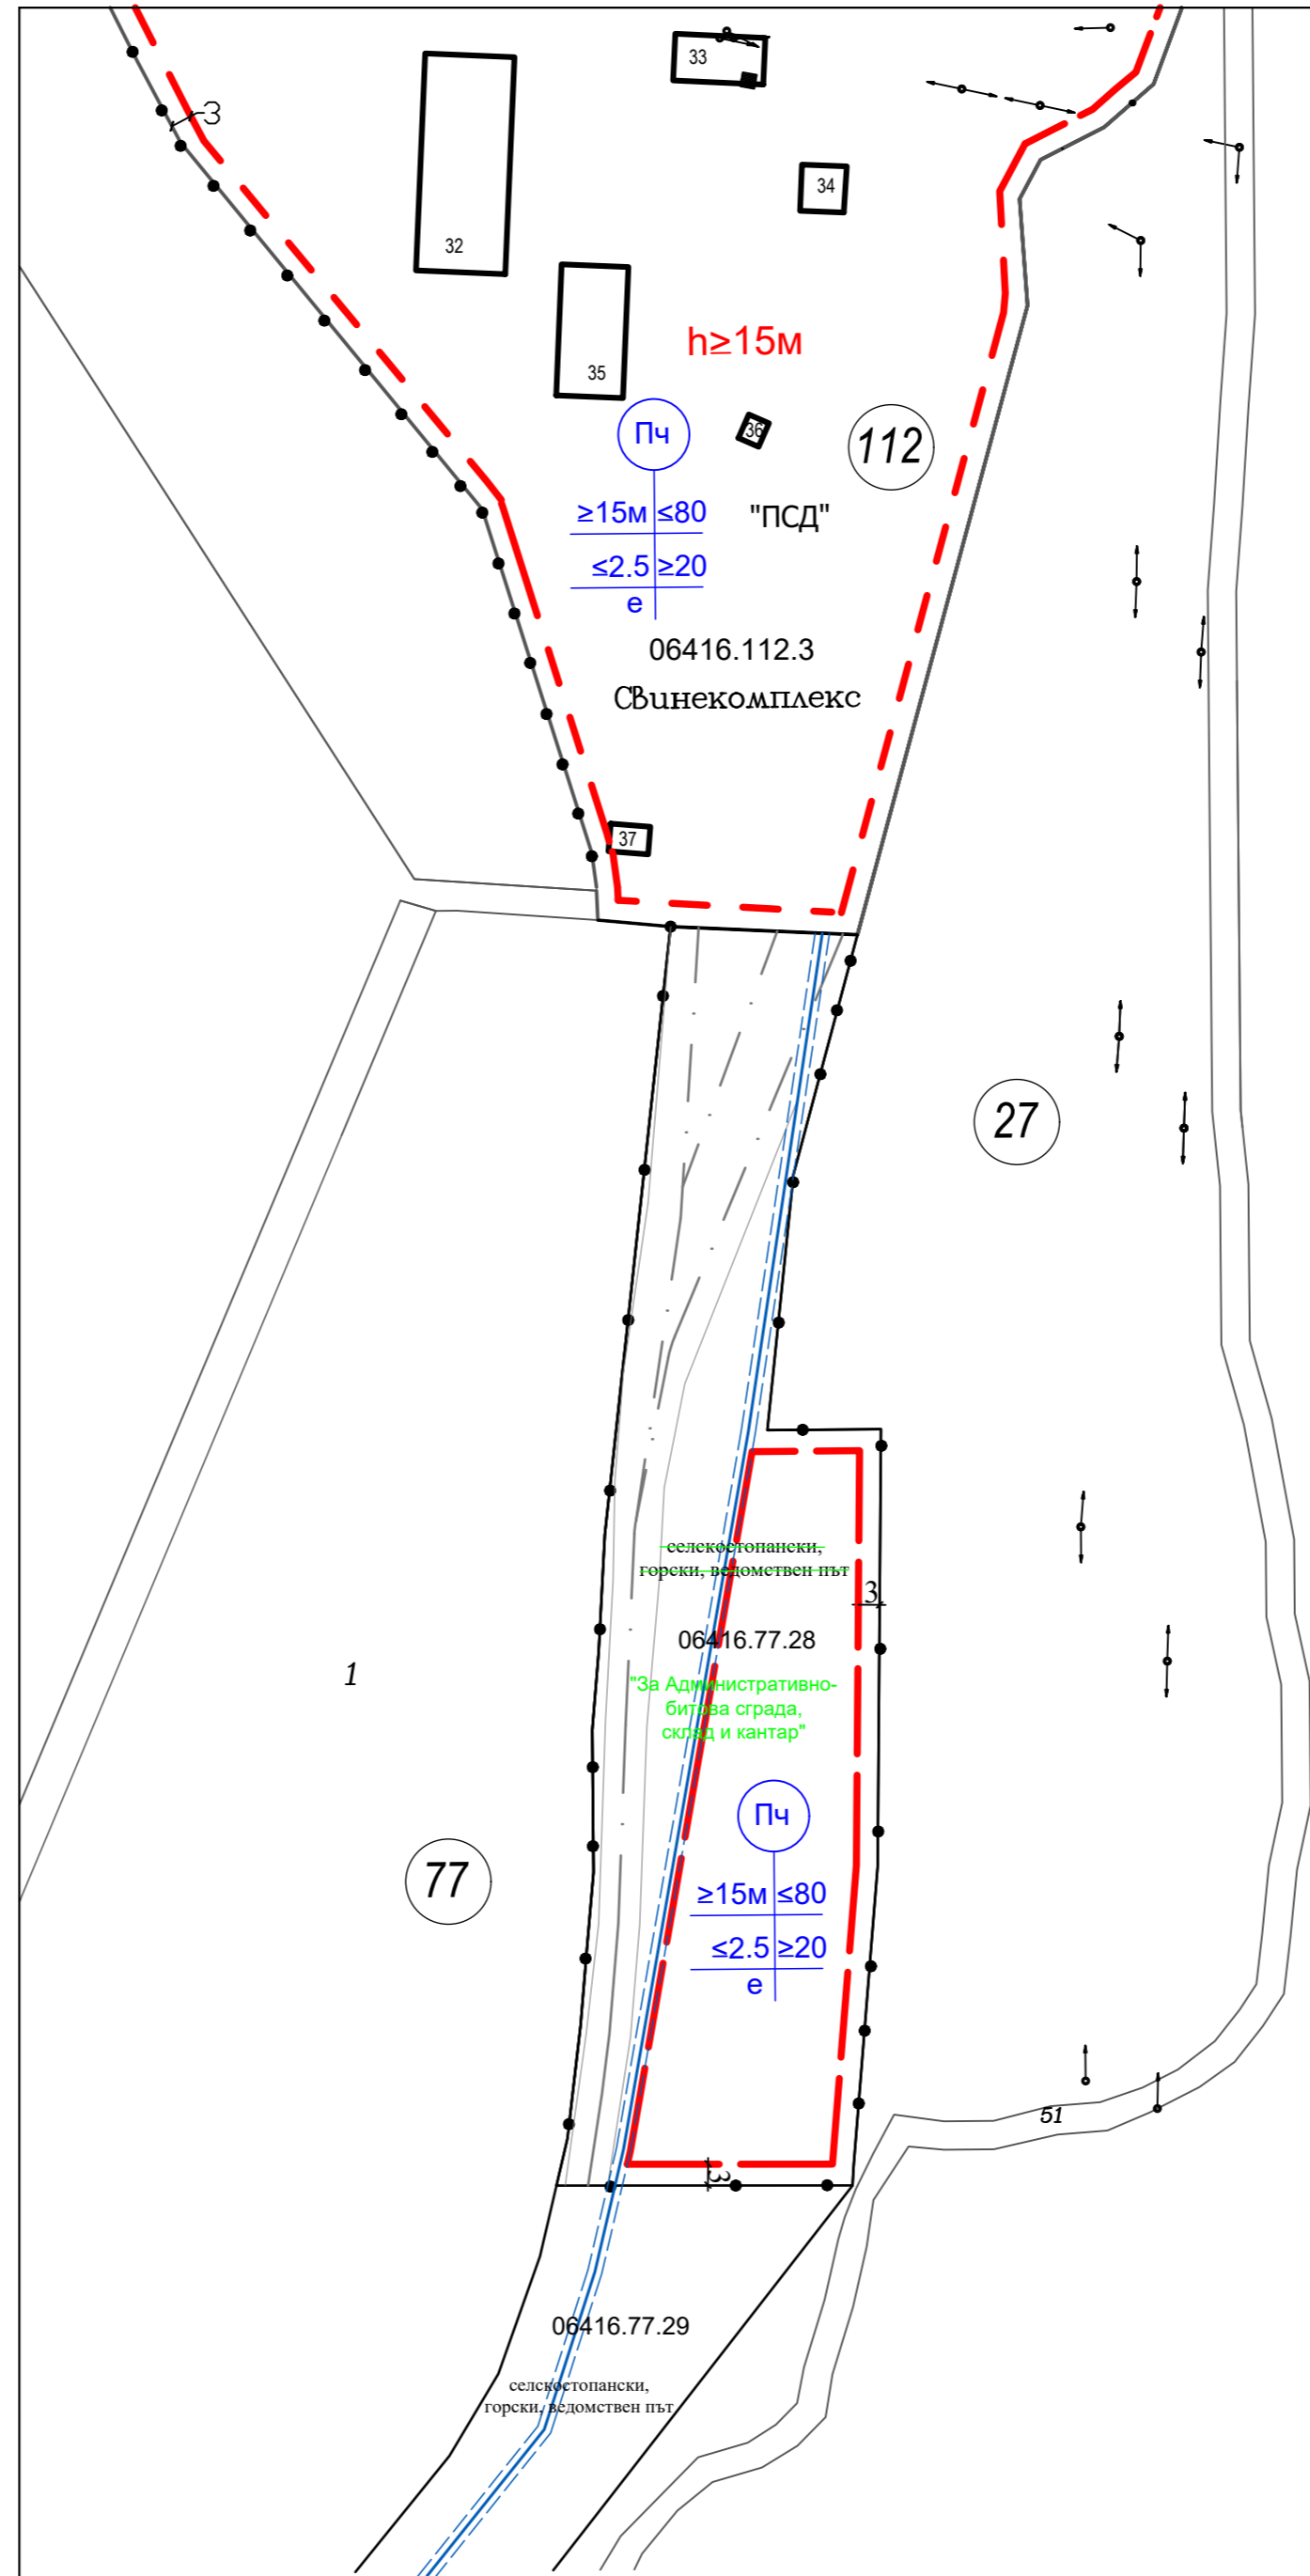 33
3
34
32
h≥15м
35
36
Пч
112
≥15м ≤80
"ПСД"
≤2.5 ≥20
е
06416.112.3
Свинекомплекс
37
27
селскостопански,
горски, ведомствен път
3
06416.77.28
1
"За Административно-
битова сграда,
склад и кантар"
Пч
77
≥15м ≤80
≤2.5 ≥20
е
51
3
06416.77.29
селскостопански,
горски, ведомствен път